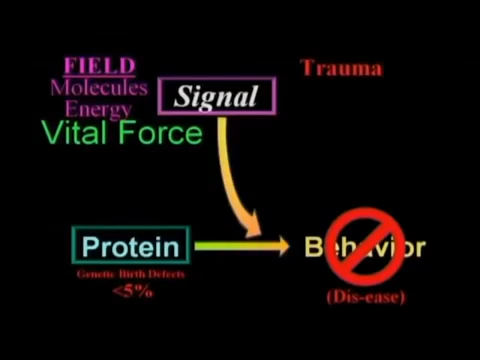 FIELD
Molecules
Energy
Vital Force
Signal
Trauma
Protein
Genetic Birth Defects
<5%
Behavior
(Dis-ease)